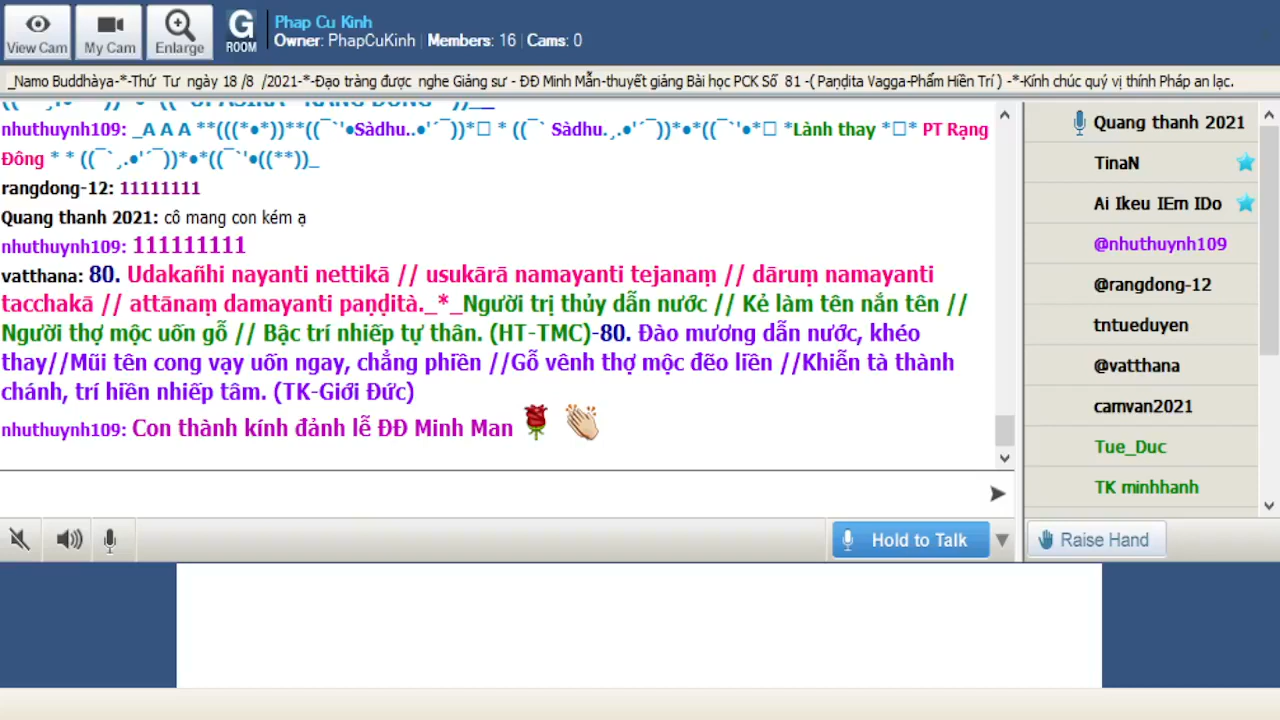 View Cam
My Cam
Enlarge
G
ROOM
Phap Cu Kinh
Owner: PhapCuKinh | Members: 16 | Cams: 0
_Namo Buddhàya-*-Thứ Tư ngày 18 /8 /2021-*-Đạo tràng được nghe Giảng sư - ĐĐ Minh Mẫn-thuyết giảng Bài học PCK Số 81 -( Paṇḍita Vagga-Phẩm Hiền Trí ) -*-Kính chúc quý vị thính Pháp an lạc.
nhuthuynh109: _A A A **(((*•*))**((¯`'•Sàdhu..•'´¯))*□ * ((¯` Sàdhu.¸.•'´¯))*•*((¯`'•*□ *Lành thay *□* PT Rạng
Đông * * ((¯`¸.•'´¯))*•*((¯`'•((**))_
rangdong-12: 11111111
Quang thanh 2021: cô mang con kém ạ
nhuthuynh109: 111111111
vatthana: 80. Udakañhi nayanti nettikā // usukārā namayanti tejanaṃ // dāruṃ namayanti
tacchakā // attānaṃ damayanti paṇḍità._*_Người trị thủy dẫn nước // Kẻ làm tên nắn tên //
Người thợ mộc uốn gỗ // Bậc trí nhiếp tự thân. (HT-TMC)-80. Đào mương dẫn nước, khéo
thay//Mũi tên cong vạy uốn ngay, chẳng phiền //Gỗ vênh thợ mộc đẽo liền //Khiễn tà thành
chánh, trí hiền nhiếp tâm. (TK-Giới Đức)
nhuthuynh109: Con thành kính đảnh lễ ĐĐ Minh Man
Quang thanh 2021
TinaN
Ai Ikeu IEm IDo
@nhuthuynh109
@rangdong-12
tntueduyen
@vatthana
camvan2021
Tue_Duc
TK minhhanh
Hold to Talk
Raise Hand